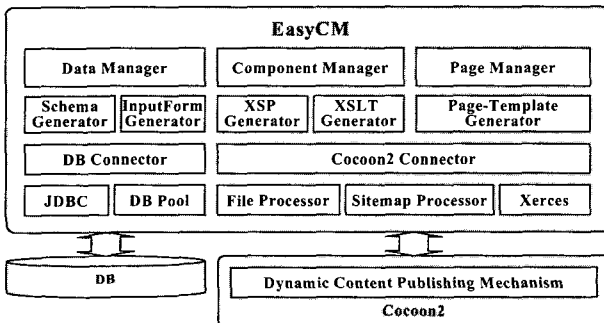 EasyCM
Data Manager
Component Manager
Page Manager
Schema
Generator
InputForm
Generator
XSP
Generator
XSLT
Generator
Page-Template
Generator
DB Connector
Cocoon2 Connector
JDBC
DB Pool
File Processor
Sitemap Processor
Xerces
DB
Dynamic Content Publishing Mechanism
Cocoon2